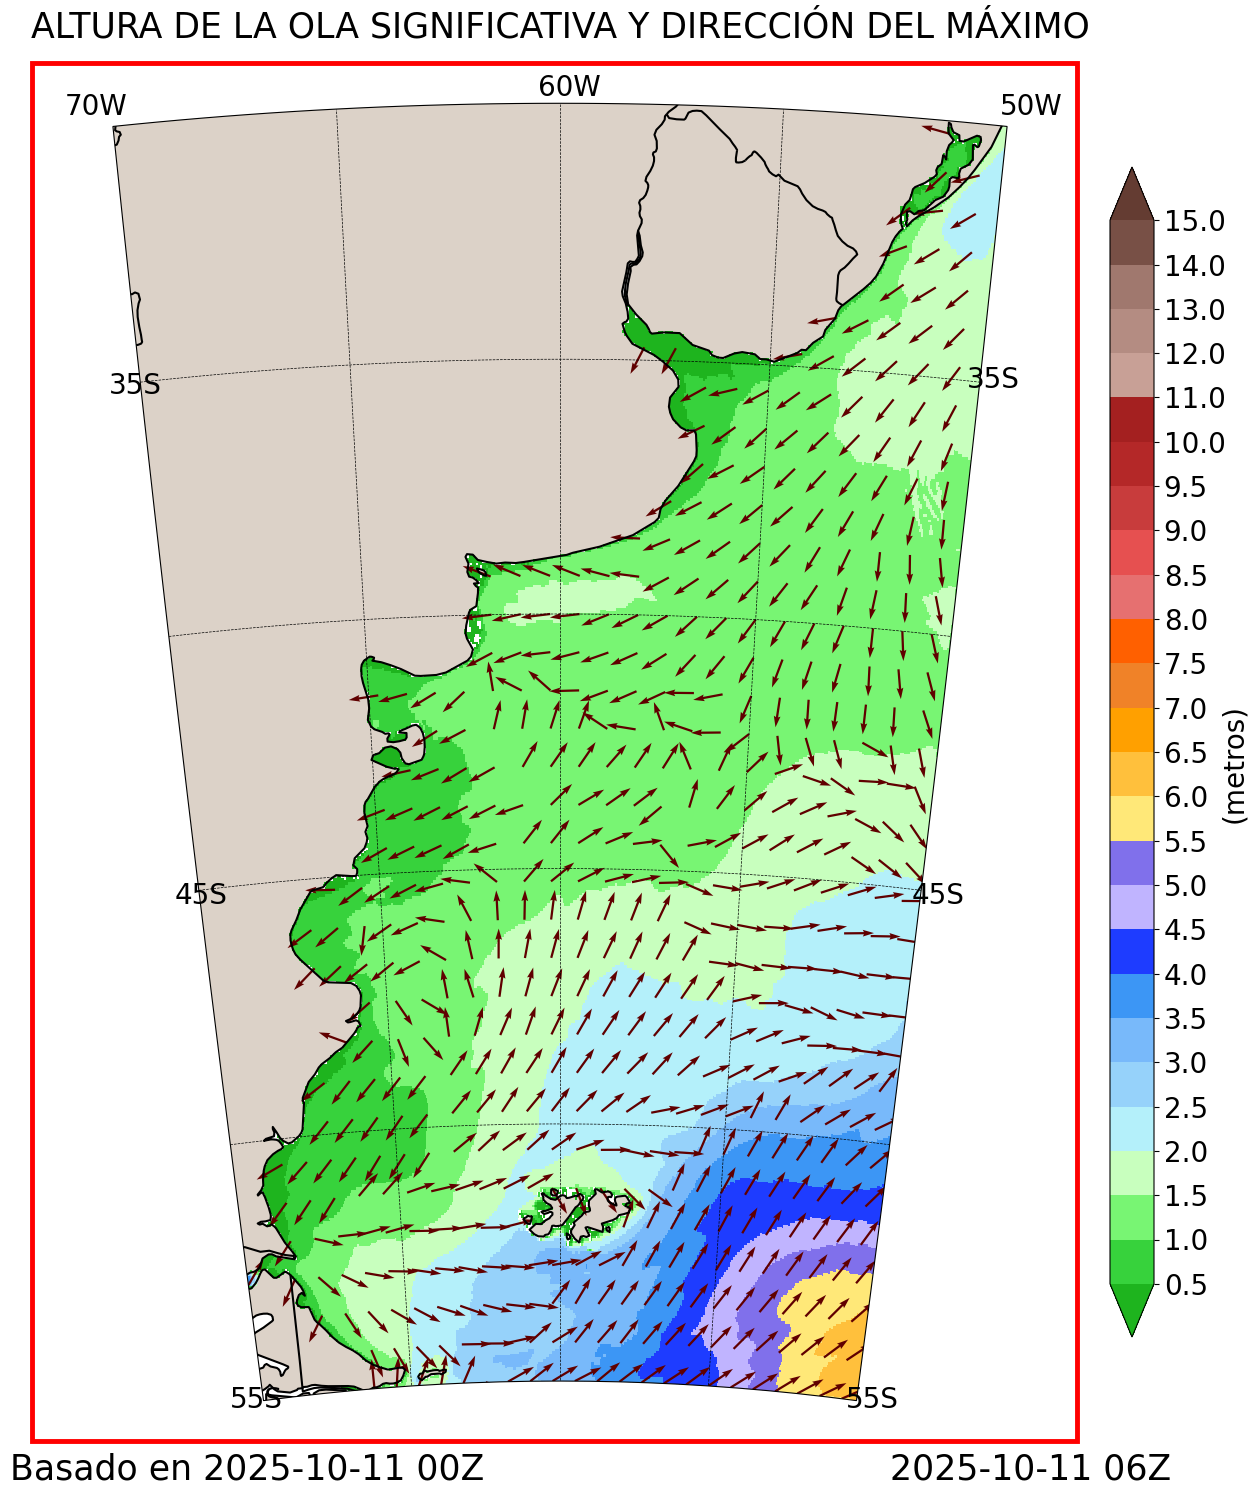 ALTURA DE LA OLA SIGNIFICATIVA Y DIRECCIÓN DEL MÁXIMO
70W
60W
50W
35S
35S
45S
45S
55S
55S
15.0
14.0
13.0
12.0
11.0
10.0
9.5
9.0
8.5
8.0
7.5
7.0
6.5
6.0
5.5
5.0
4.5
4.0
3.5
3.0
2.5
2.0
1.5
1.0
0.5
(metros)
Basado en 2025-10-11 00Z
2025-10-11 06Z